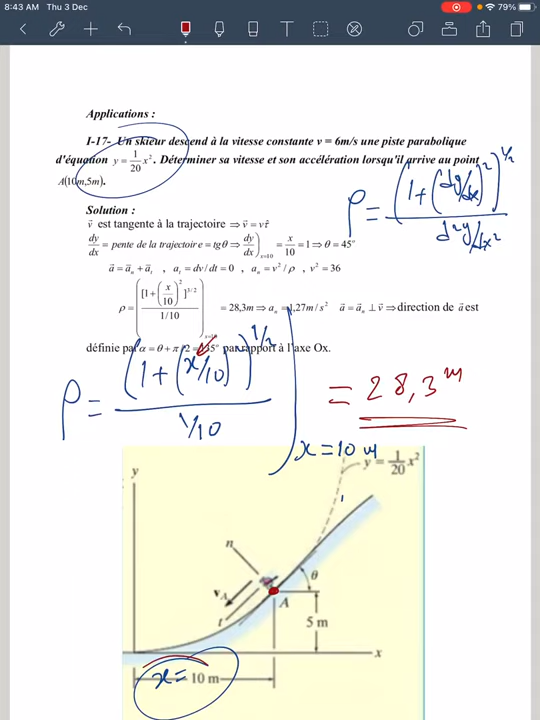 8:43 AM Thu 3 Dec
79%
Applications :
I-17- Un skieur descend à la vitesse constante v = 6m/s une piste parabolique
d'équation y = 1/20 x². Déterminer sa vitesse et son accélération lorsqu'il arrive au point
A(10m,5m).
ρ = (1 + (dy/dx)²)^1/2 / d²y/dx²
Solution :
v⃗ est tangente à la trajectoire ⇒ v⃗ = vτ̂
dy/dx = pente de la trajectoire = tgθ ⇒ dy/dx)x=10 = x/10 = 1 ⇒ θ = 45°
a⃗ = a⃗n + a⃗t , at = dv/dt = 0 , an = v²/ρ , v² = 36
ρ = ([1 + (x/10)²]^3/2 / 1/10)x=10 = 28,3m ⇒ an = 1,27m/s² a⃗ = a⃗n ⊥ v⃗ ⇒ direction de a⃗ est
définie par α = θ + π/2 = 135° par rapport à l'axe Ox.
ρ = (1 + (x/10)²)^1/2 / 1/10 )x=10 m = 28,3 m
y
y = 1/20 x²
n
θ
vA
A
t
5 m
x
x = 10 m